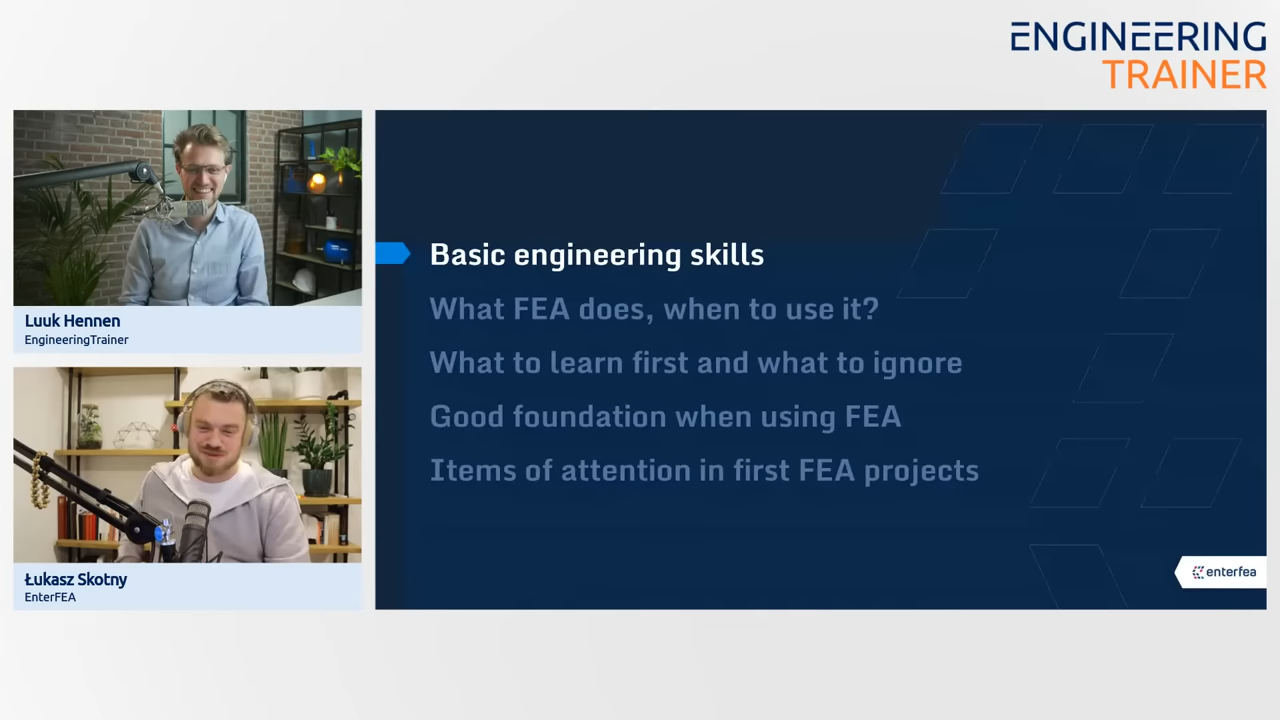 ENGINEERING
TRAINER
Luuk Hennen
EngineeringTrainer
Łukasz Skotny
EnterFEA
Basic engineering skills
What FEA does, when to use it?
What to learn first and what to ignore
Good foundation when using FEA
Items of attention in first FEA projects
enterfea